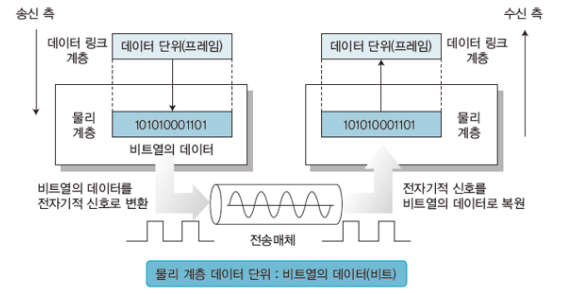 송신 측
수신 측
데이터 링크
계층
데이터 단위(프레임)
데이터 단위(프레임)
데이터 링크
계층
물리
계층
101010001101
비트열의 데이터
101010001101
물리
계층
비트열의 데이터를
전자기적 신호로 변환
전자기적 신호를
비트열의 데이터로 복원
전송매체
물리 계층 데이터 단위 : 비트열의 데이터(비트)